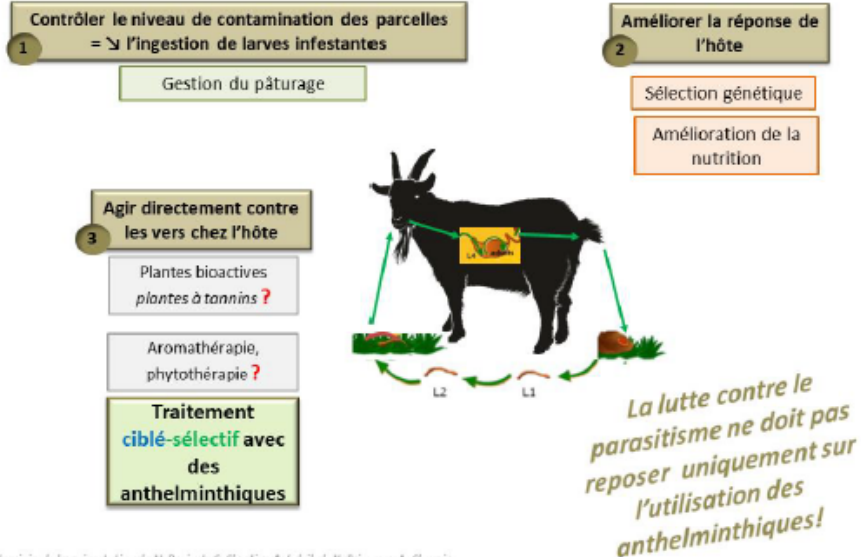 Contrôler le niveau de contamination des parcelles
= ↘ l'ingestion de larves infestantes
1
Gestion du pâturage
Améliorer la réponse de
l'hôte
2
Sélection génétique
Amélioration de la
nutrition
Agir directement contre
les vers chez l'hôte
3
Plantes bioactives
plantes à tannins ?
Aromathérapie,
phytothérapie ?
Traitement
ciblé-sélectif avec
des
anthelminthiques
L4
L2
L1
La lutte contre le
parasitisme ne doit pas
reposer uniquement sur
l'utilisation des
anthelminthiques!